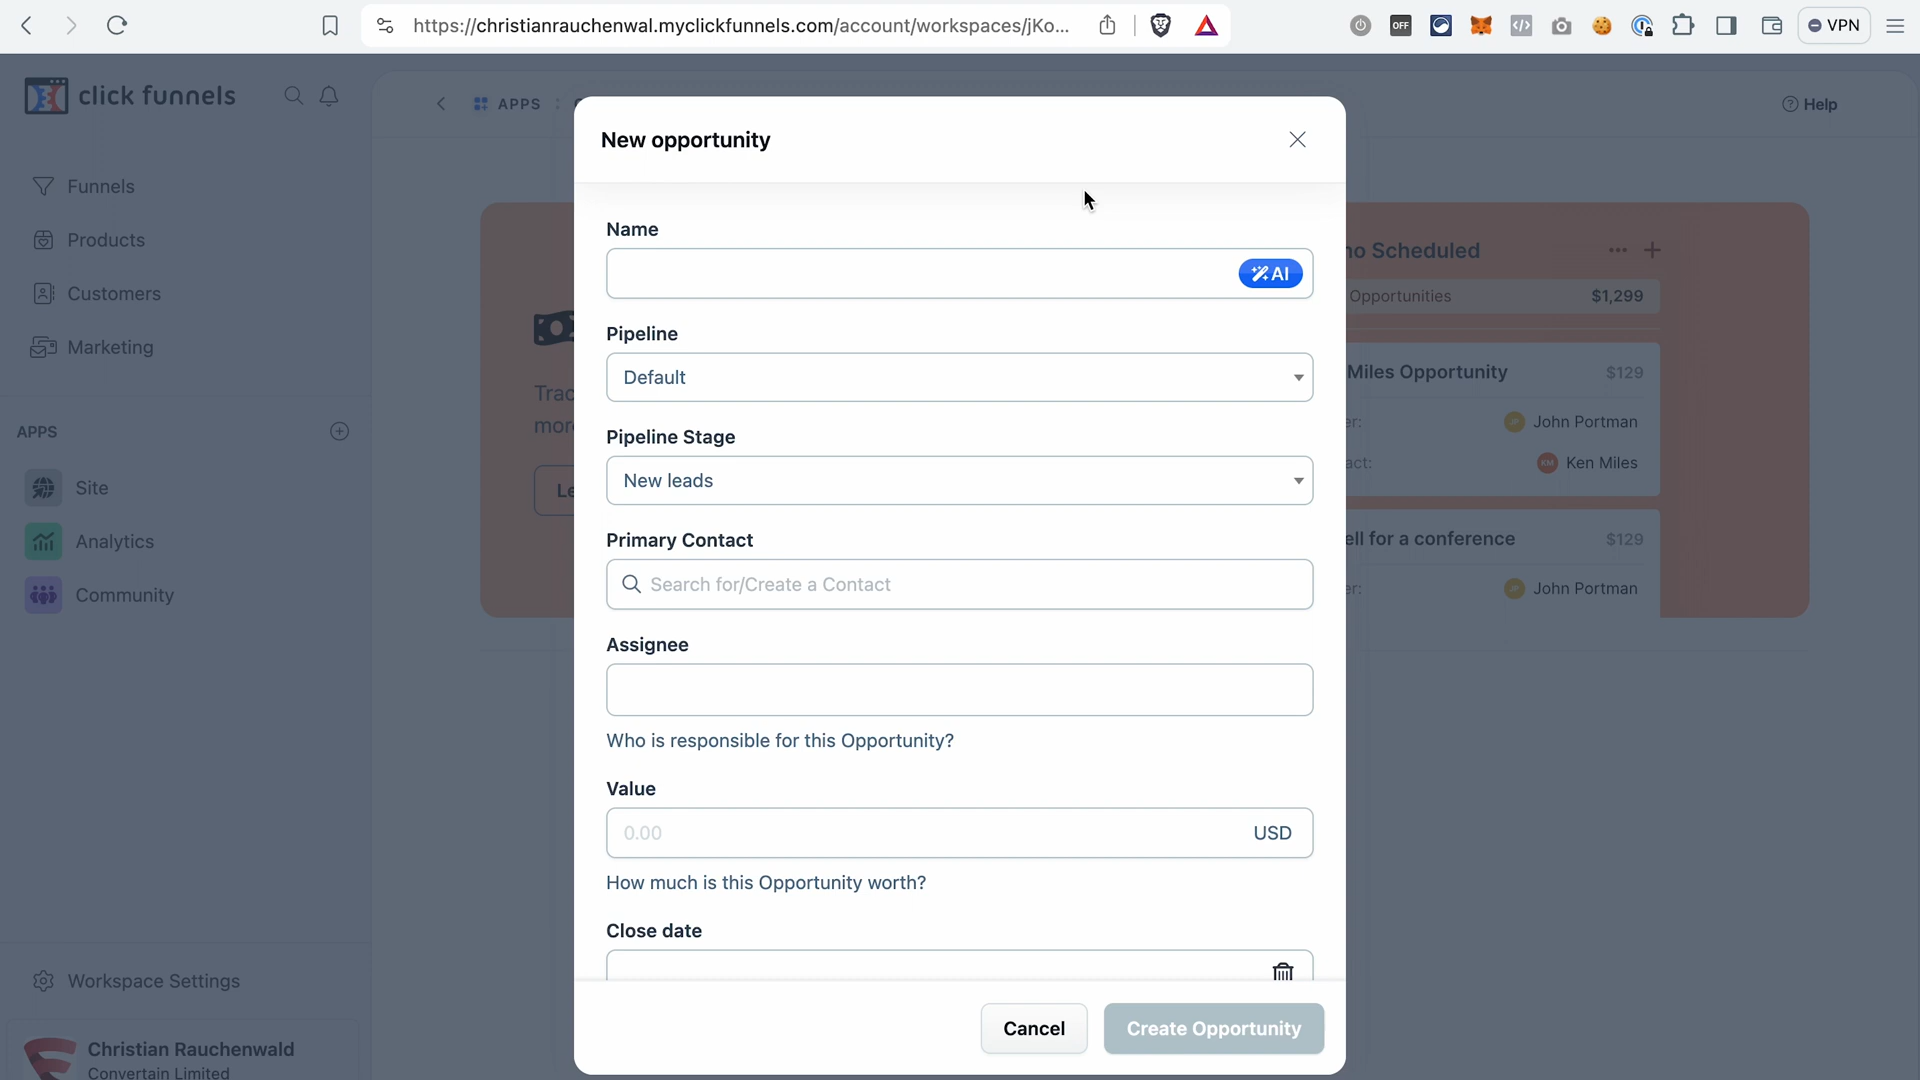 https://christianrauchenwal.myclickfunnels.com/account/workspaces/jKo...
OFF
VPN
click funnels
APPS
Help
Funnels
Products
Customers
Marketing
APPS
Site
Analytics
Community
Workspace Settings
Christian Rauchenwald
Convertain Limited
New opportunity
Name
AI
Pipeline
Default
Pipeline Stage
New leads
Primary Contact
Search for/Create a Contact
Assignee
Who is responsible for this Opportunity?
Value
0.00 USD
How much is this Opportunity worth?
Close date
Cancel
Create Opportunity
Scheduled
Opportunities $1,299
Miles Opportunity $129
John Portman
KM Ken Miles
for a conference $129
John Portman